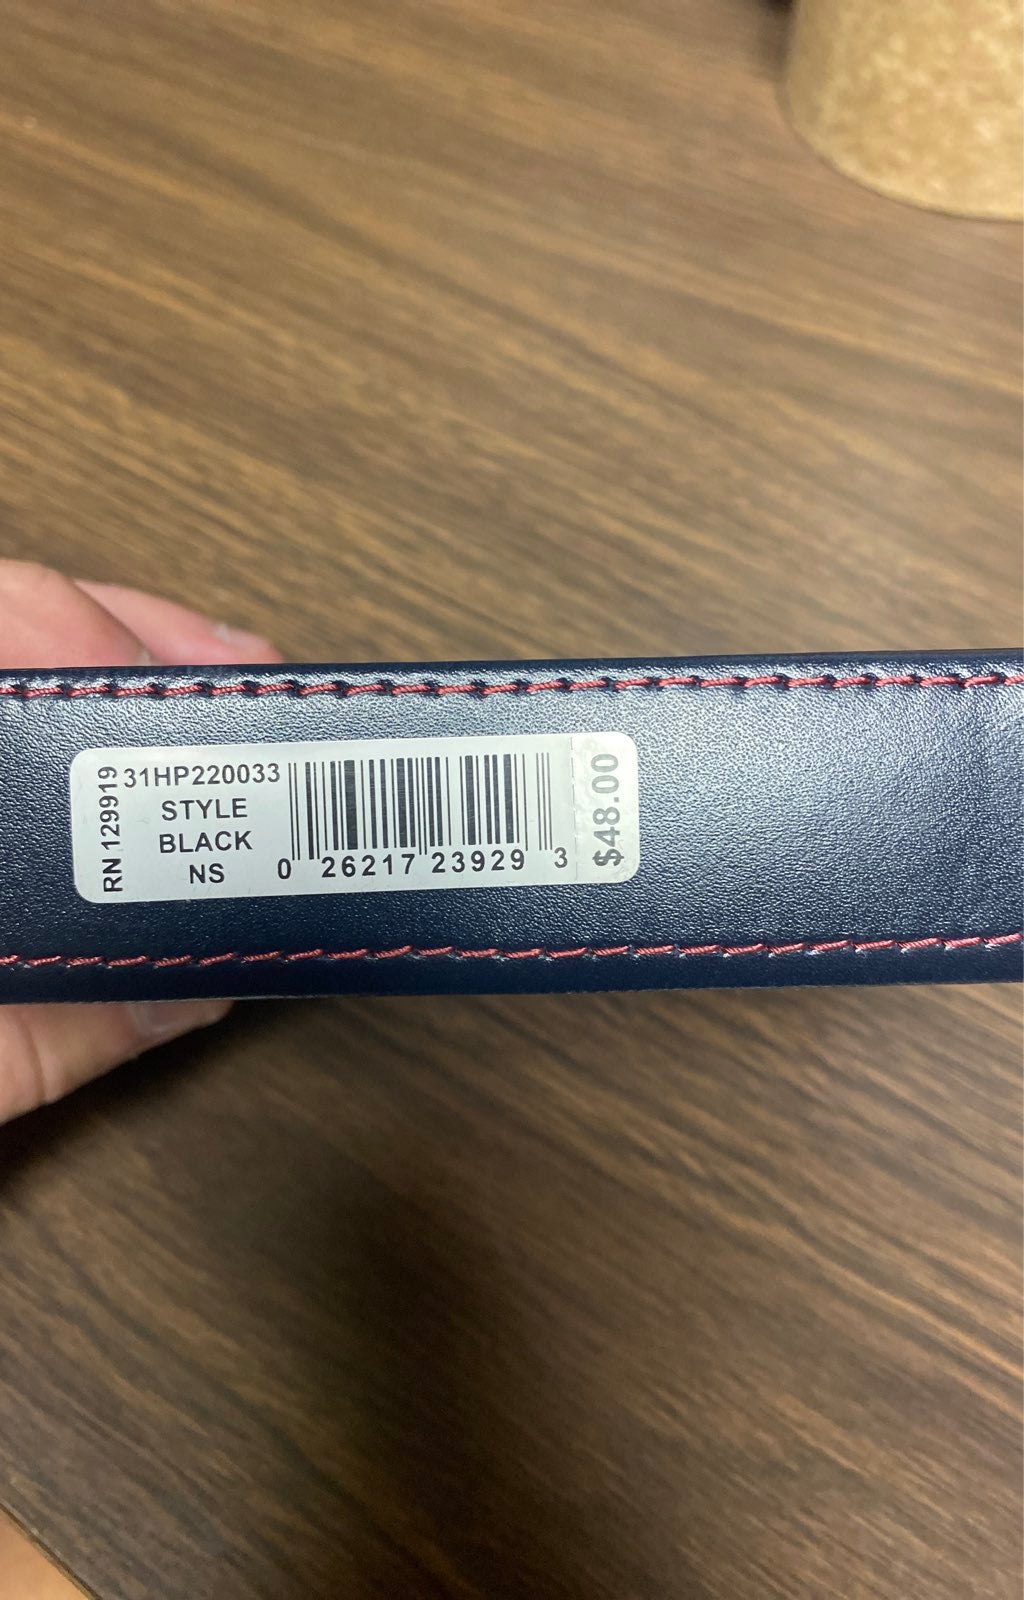 RN 129919
31HP220033
STYLE
BLACK
NS
0 26217 23929 3
$48.00